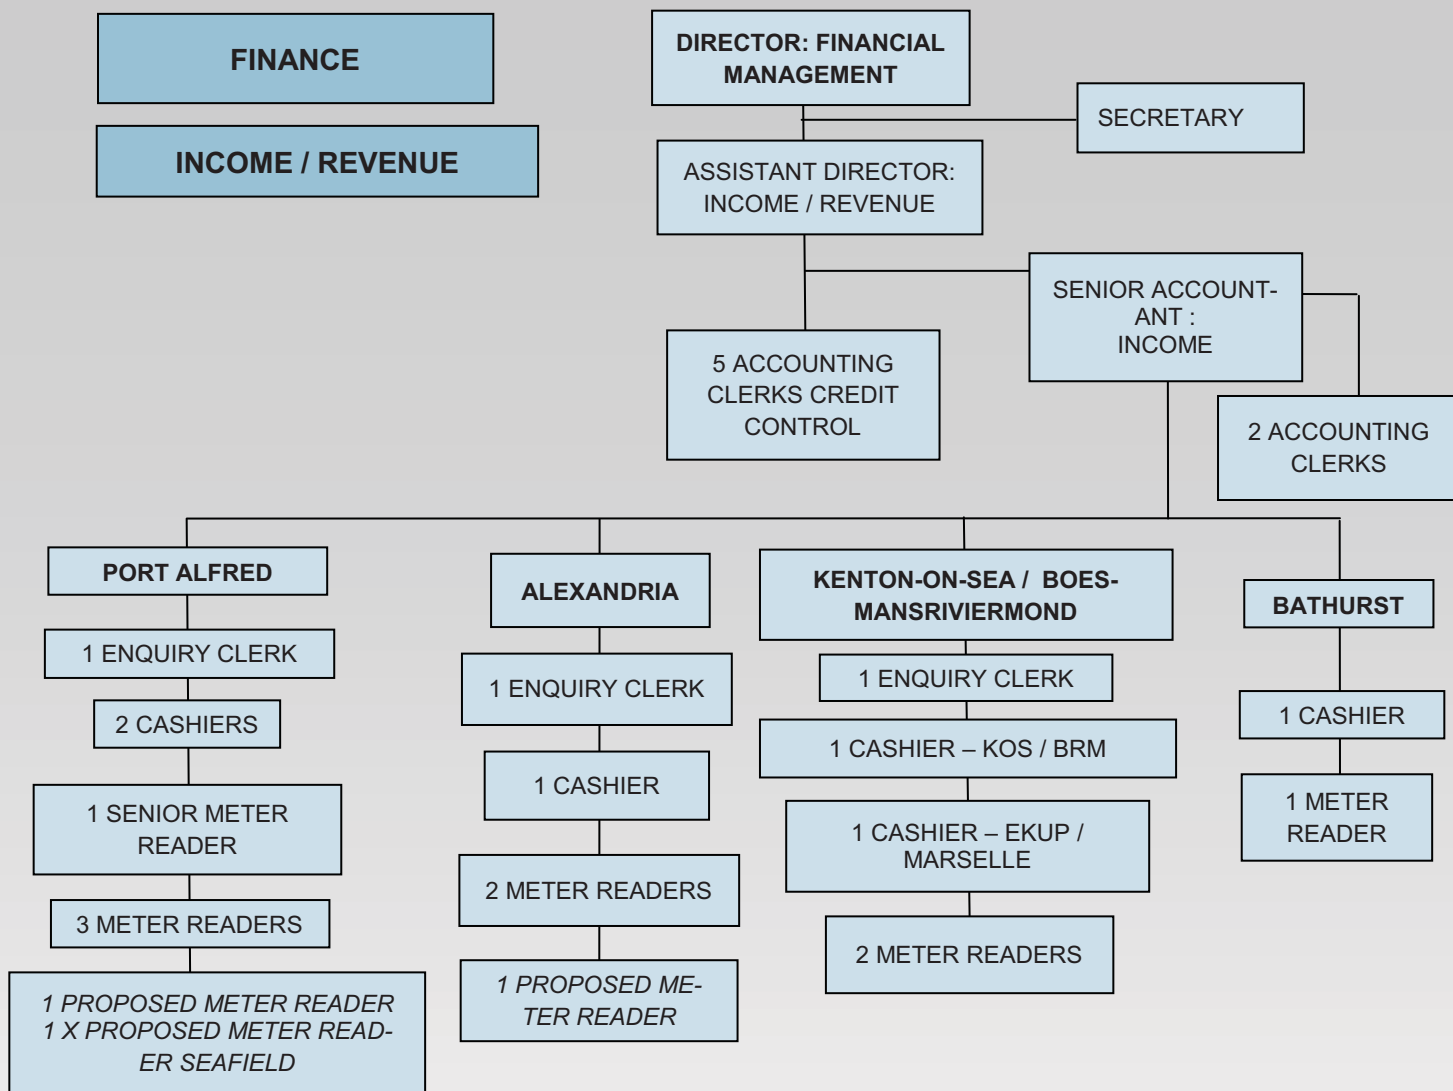 FINANCE
INCOME / REVENUE
DIRECTOR: FINANCIAL
MANAGEMENT
SECRETARY
ASSISTANT DIRECTOR:
INCOME / REVENUE
SENIOR ACCOUNT-
ANT :
INCOME
5 ACCOUNTING
CLERKS CREDIT
CONTROL
2 ACCOUNTING
CLERKS
PORT ALFRED
1 ENQUIRY CLERK
2 CASHIERS
1 SENIOR METER
READER
3 METER READERS
1 PROPOSED METER READER
1 X PROPOSED METER READ-
ER SEAFIELD
ALEXANDRIA
1 ENQUIRY CLERK
1 CASHIER
2 METER READERS
1 PROPOSED ME-
TER READER
KENTON-ON-SEA / BOES-
MANSRIVIERMOND
1 ENQUIRY CLERK
1 CASHIER – KOS / BRM
1 CASHIER – EKUP /
MARSELLE
2 METER READERS
BATHURST
1 CASHIER
1 METER
READER